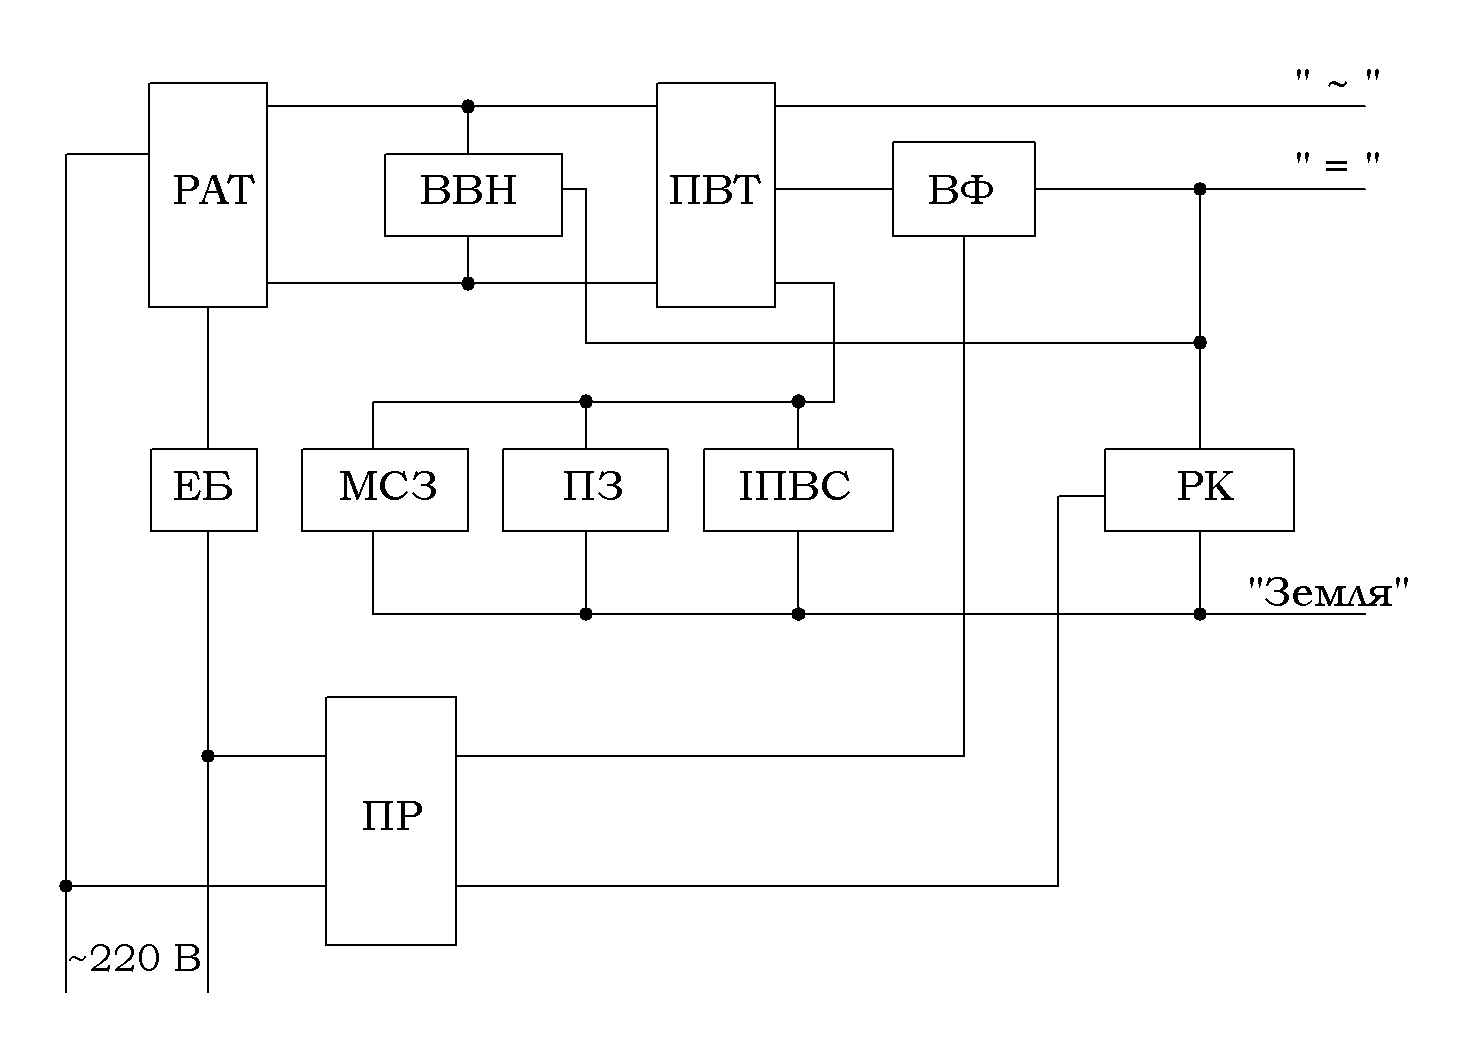 " ~ "
" = "
РАТ
ВВН
ПВТ
ВФ
ЕБ
МСЗ
ПЗ
ІПВС
РК
"Земля"
ПР
~220 В